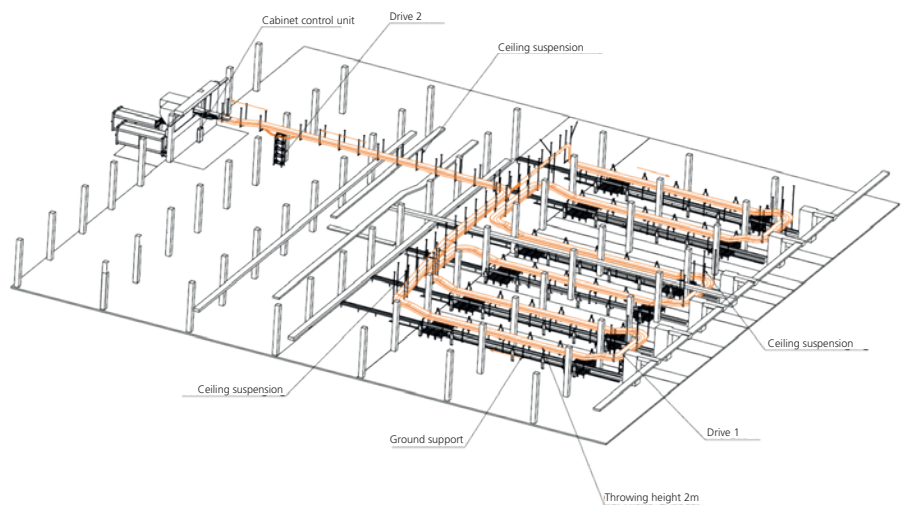 Cabinet control unit
Drive 2
Ceiling suspension
Ceiling suspension
Ceiling suspension
Drive 1
Ground support
Throwing height 2m